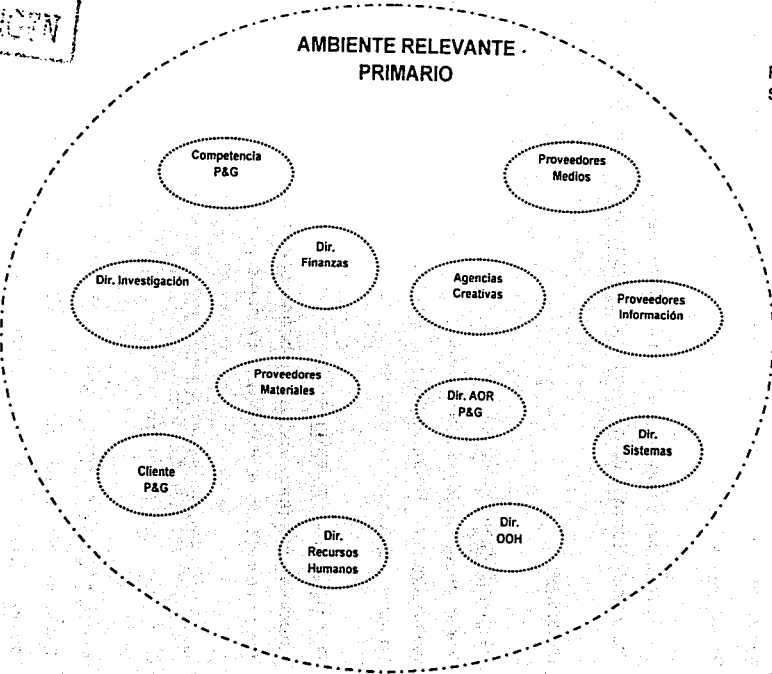 AMBIENTE RELEVANTE
PRIMARIO
Competencia
P&G
Proveedores
Medios
Dir.
Finanzas
Dir. Investigación
Agencias
Creativas
Proveedores
Información
Proveedores
Materiales
Dir. AOR
P&G
Dir.
Sistemas
Cliente
P&G
Dir.
OOH
Dir.
Recursos
Humanos